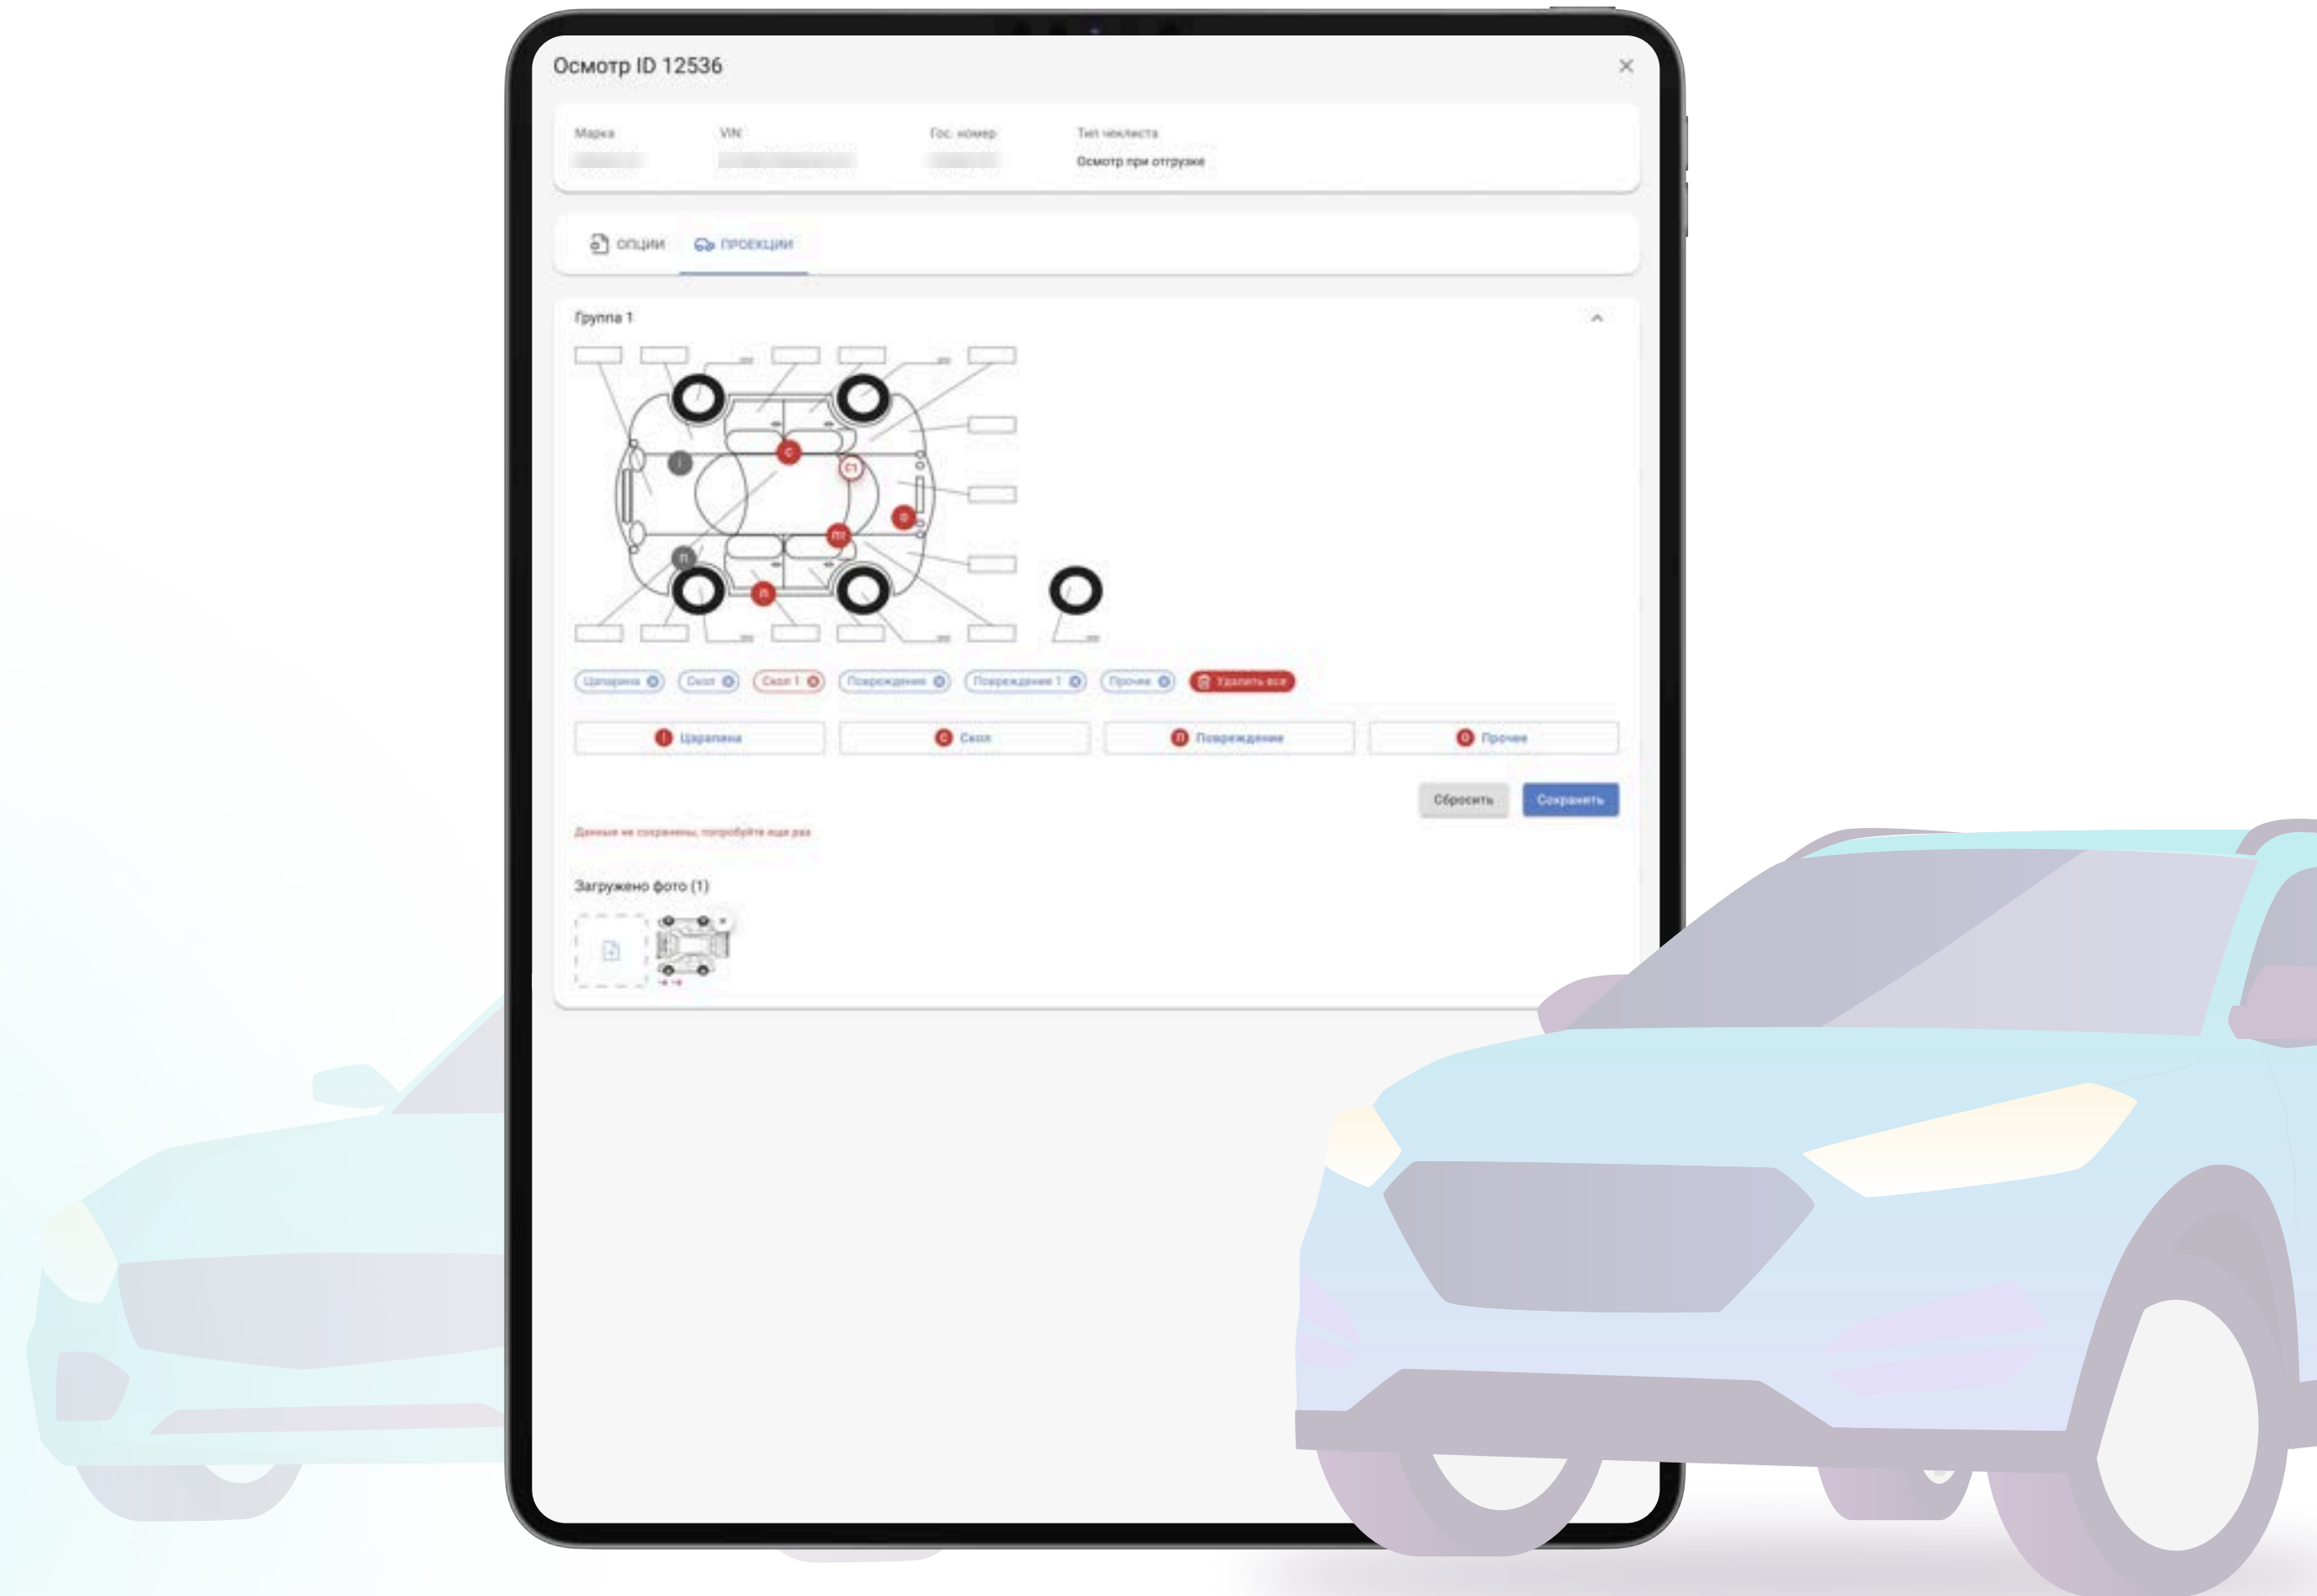 Осмотр ID 12536
Марка VIN Гос. номер Тип чеклиста
Осмотр при отгрузке
ОПЦИИ ПРОЕКЦИИ
Группа 1
!
С
С1
О
П1
П
П
Царапина Скол Скол 1 Повреждение Повреждение 1 Прочее Удалить все
! Царапина С Скол П Повреждение О Прочее
Сбросить Сохранить
Данные не сохранены, попробуйте еще раз
Загружено фото (1)